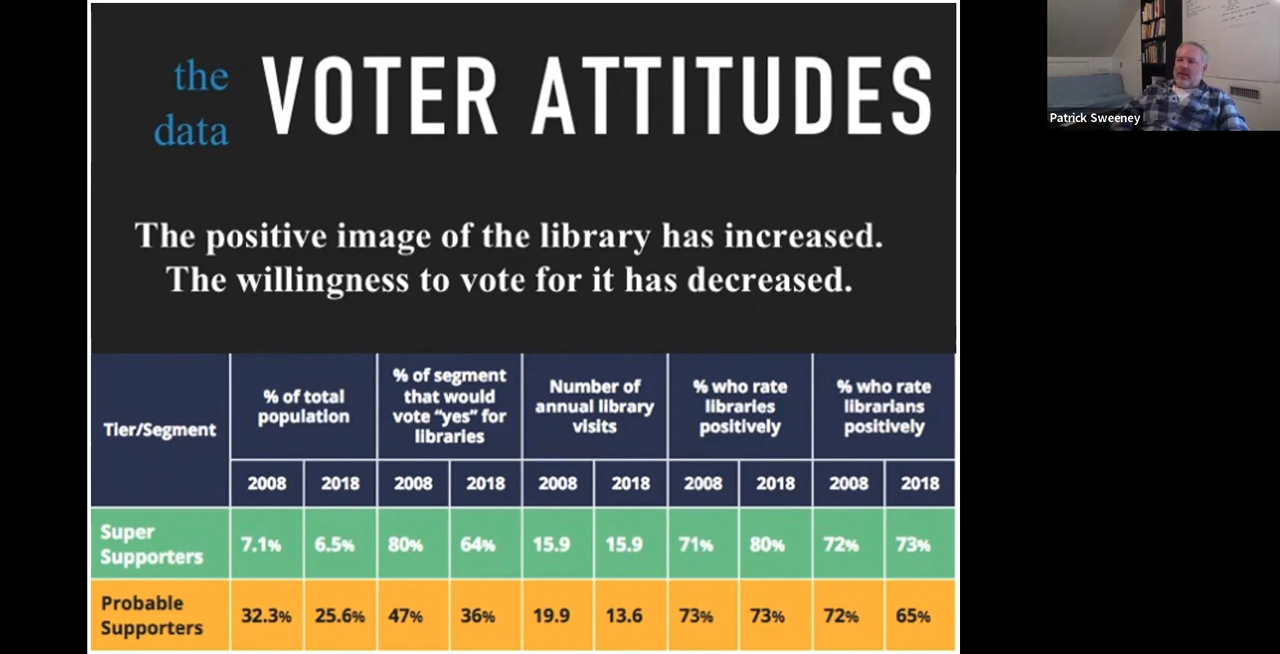 the
data
VOTER ATTITUDES
The positive image of the library has increased.
The willingness to vote for it has decreased.
Tier/Segment
% of total
population
% of segment
that would
vote “yes” for
libraries
Number of
annual library
visits
% who rate
libraries
positively
% who rate
librarians
positively
2008 2018 2008 2018 2008 2018 2008 2018 2008 2018
Super
Supporters
7.1% 6.5% 80% 64% 15.9 15.9 71% 80% 72% 73%
Probable
Supporters
32.3% 25.6% 47% 36% 19.9 13.6 73% 73% 72% 65%
Patrick Sweeney